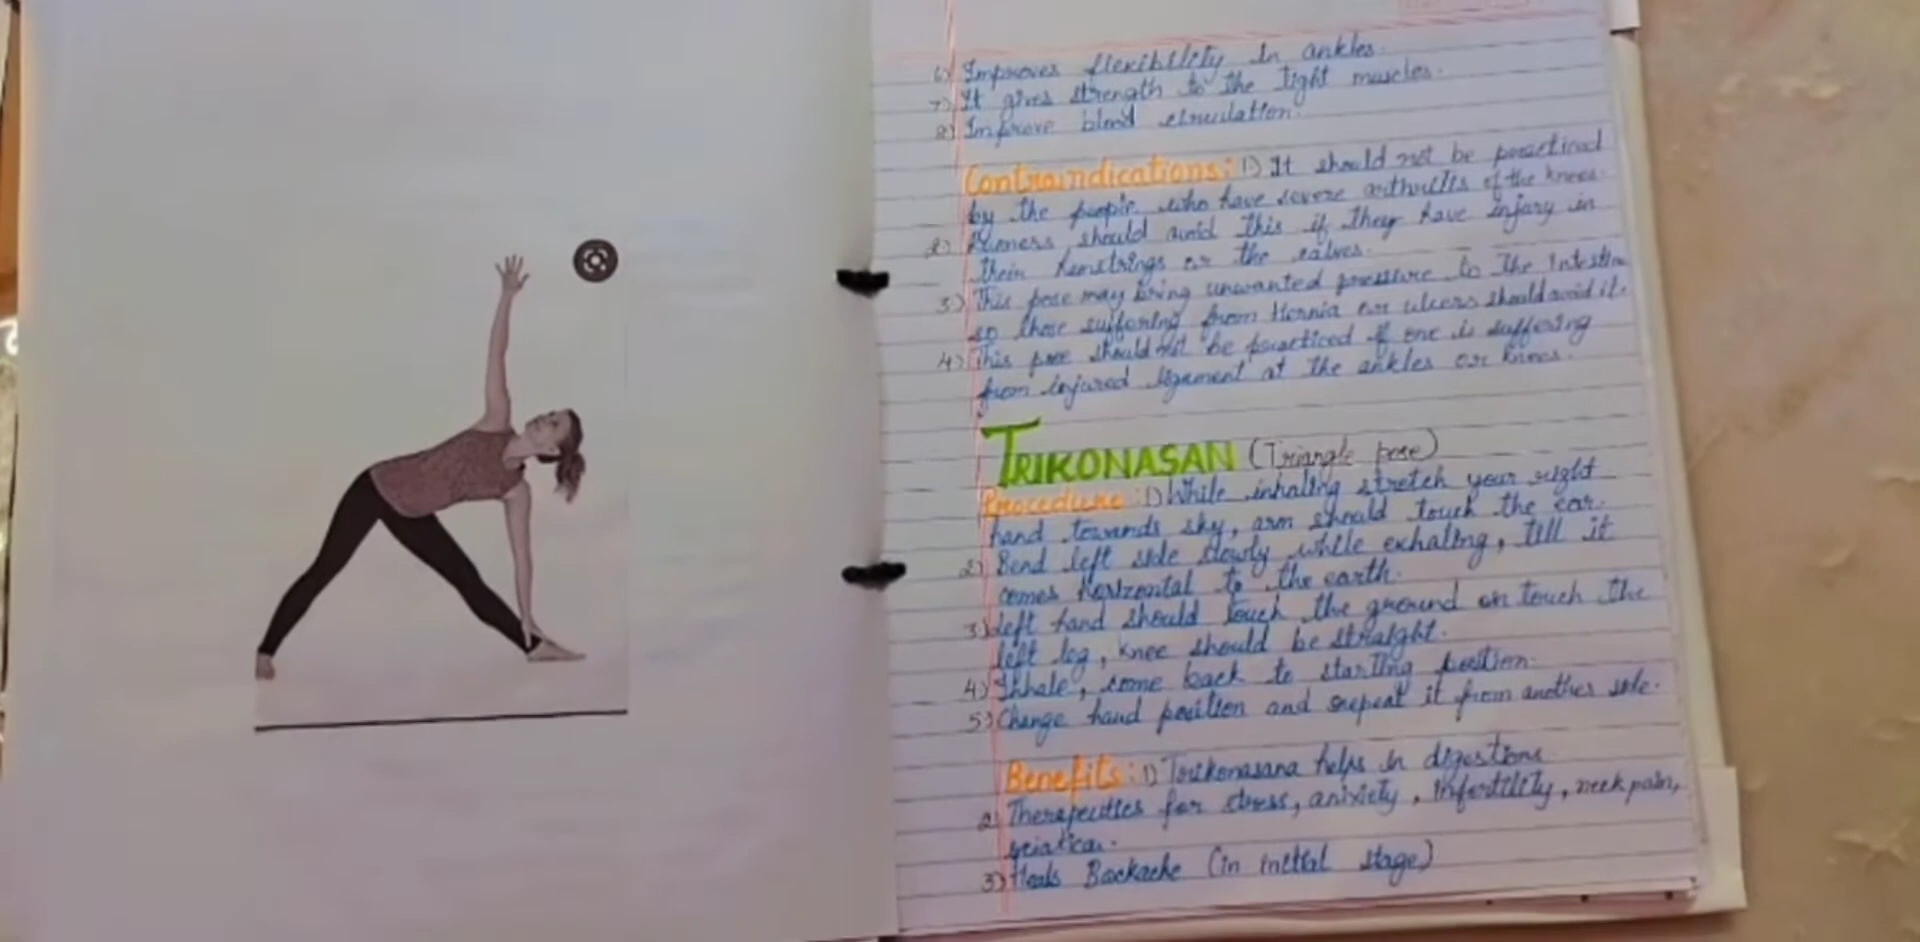 6) Improves flexibility in ankles.
7) It gives strength to the tight muscles.
8) Improve blood circulation.
Contraindications: 1) It should not be practiced
by the people who have severe arthritis of the knees.
2) Runners should avoid this if they have injury in
their hamstrings or the calves.
3) This pose may bring unwanted pressure to the Intestine
so those suffering from Hernia or ulcers should avoid it.
4) This pose should not be practiced if one is suffering
from injured ligament at the ankles or knees.
TRIKONASAN (Triangle pose)
Procedure: 1) While inhaling stretch your right
hand towards sky, arm should touch the ear.
2) Bend left side slowly while exhaling, till it
comes horizontal to the earth.
3) left hand should touch the ground or touch the
left leg, knee should be straight.
4) Inhale, come back to starting position.
5) Change hand position and repeat it from another side.
Benefits: 1) Trikonasana helps in digestions
2) Therapeutics for stress, anixiety, infertility, neck pain,
sciatica.
3) Heals Backache (in initial stage)